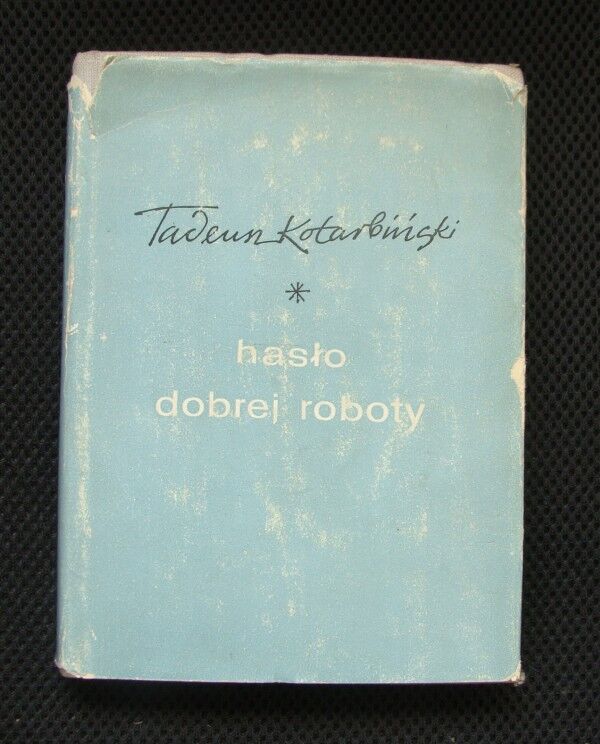 Tadeusz Kotarbiński
*
hasło
dobrej roboty